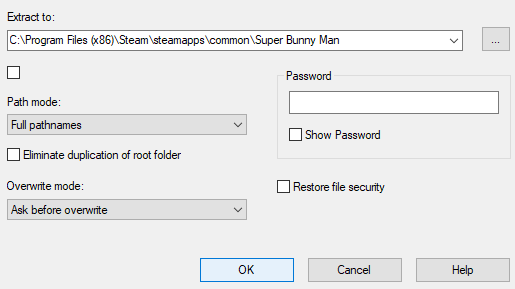 Extract to:
C:\Program Files (x86)\Steam\steamapps\common\Super Bunny Man
...
Password
Path mode:
Full pathnames
Show Password
Eliminate duplication of root folder
Overwrite mode:
Restore file security
Ask before overwrite
OK
Cancel
Help